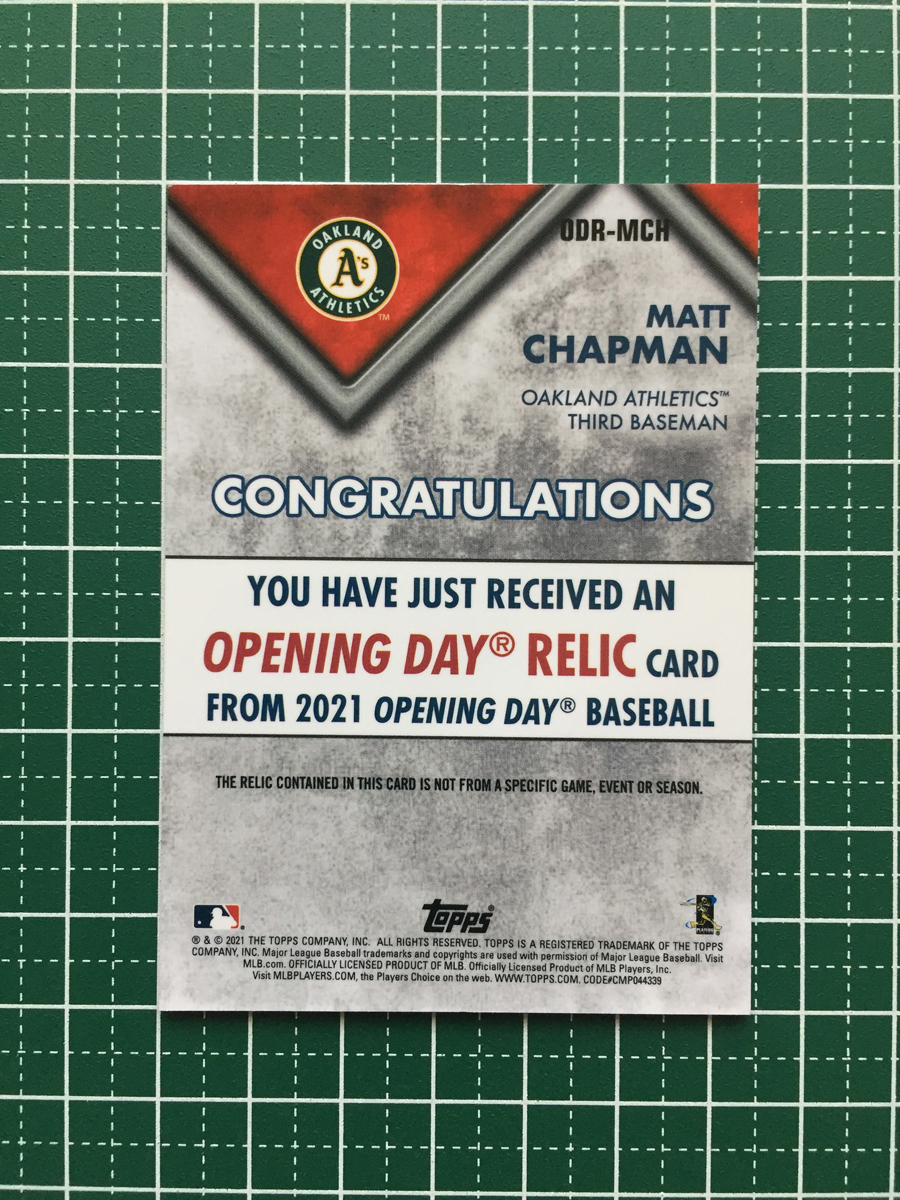 ODR-MCH
OAKLAND
A's
ATHLETICS
TM
MATT
CHAPMAN
OAKLAND ATHLETICS™
THIRD BASEMAN
CONGRATULATIONS
YOU HAVE JUST RECEIVED AN
OPENING DAY® RELIC CARD
FROM 2021 OPENING DAY® BASEBALL
THE RELIC CONTAINED IN THIS CARD IS NOT FROM A SPECIFIC GAME, EVENT OR SEASON.
topps®
PLAYERS
® & © 2021 THE TOPPS COMPANY, INC. ALL RIGHTS RESERVED. TOPPS IS A REGISTERED TRADEMARK OF THE TOPPS
COMPANY, INC. Major League Baseball trademarks and copyrights are used with permission of Major League Baseball. Visit
MLB.com. OFFICIALLY LICENSED PRODUCT OF MLB. Officially Licensed Product of MLB Players, Inc.
Visit MLBPLAYERS.COM, the Players Choice on the web. WWW.TOPPS.COM. CODE#CMP044339